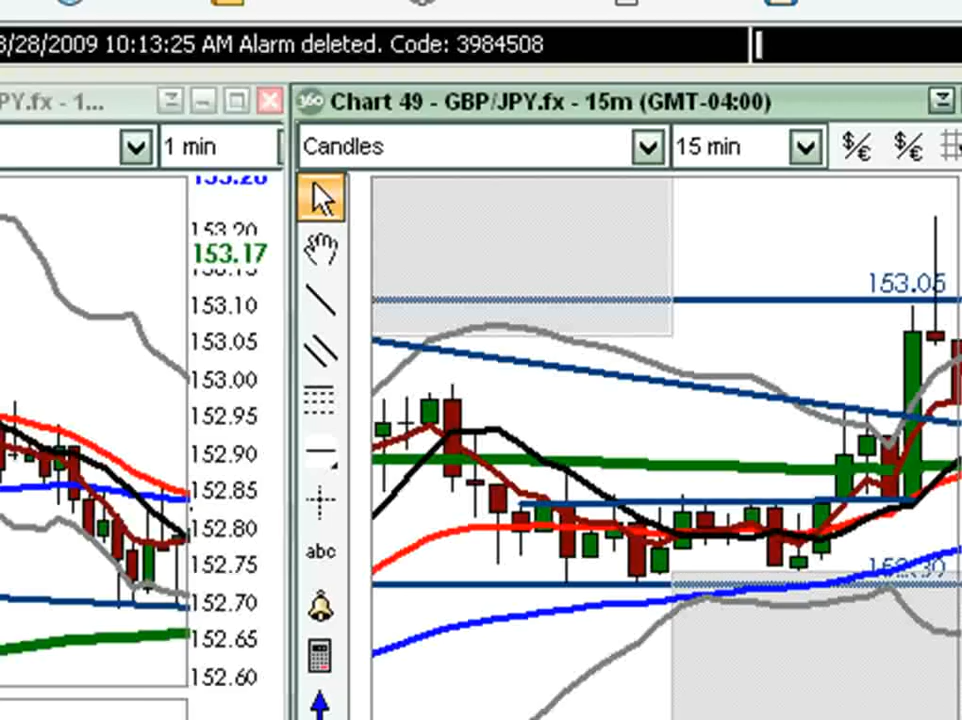 8/28/2009 10:13:25 AM Alarm deleted. Code: 3984508
PY.fx - 1...
360 Chart 49 - GBP/JPY.fx - 15m (GMT-04:00)
1 min
Candles
15 min
$/€
$/€
153.20
153.17
153.10
153.05
153.00
152.95
152.90
152.85
152.80
152.75
152.70
152.65
152.60
abc
153.05